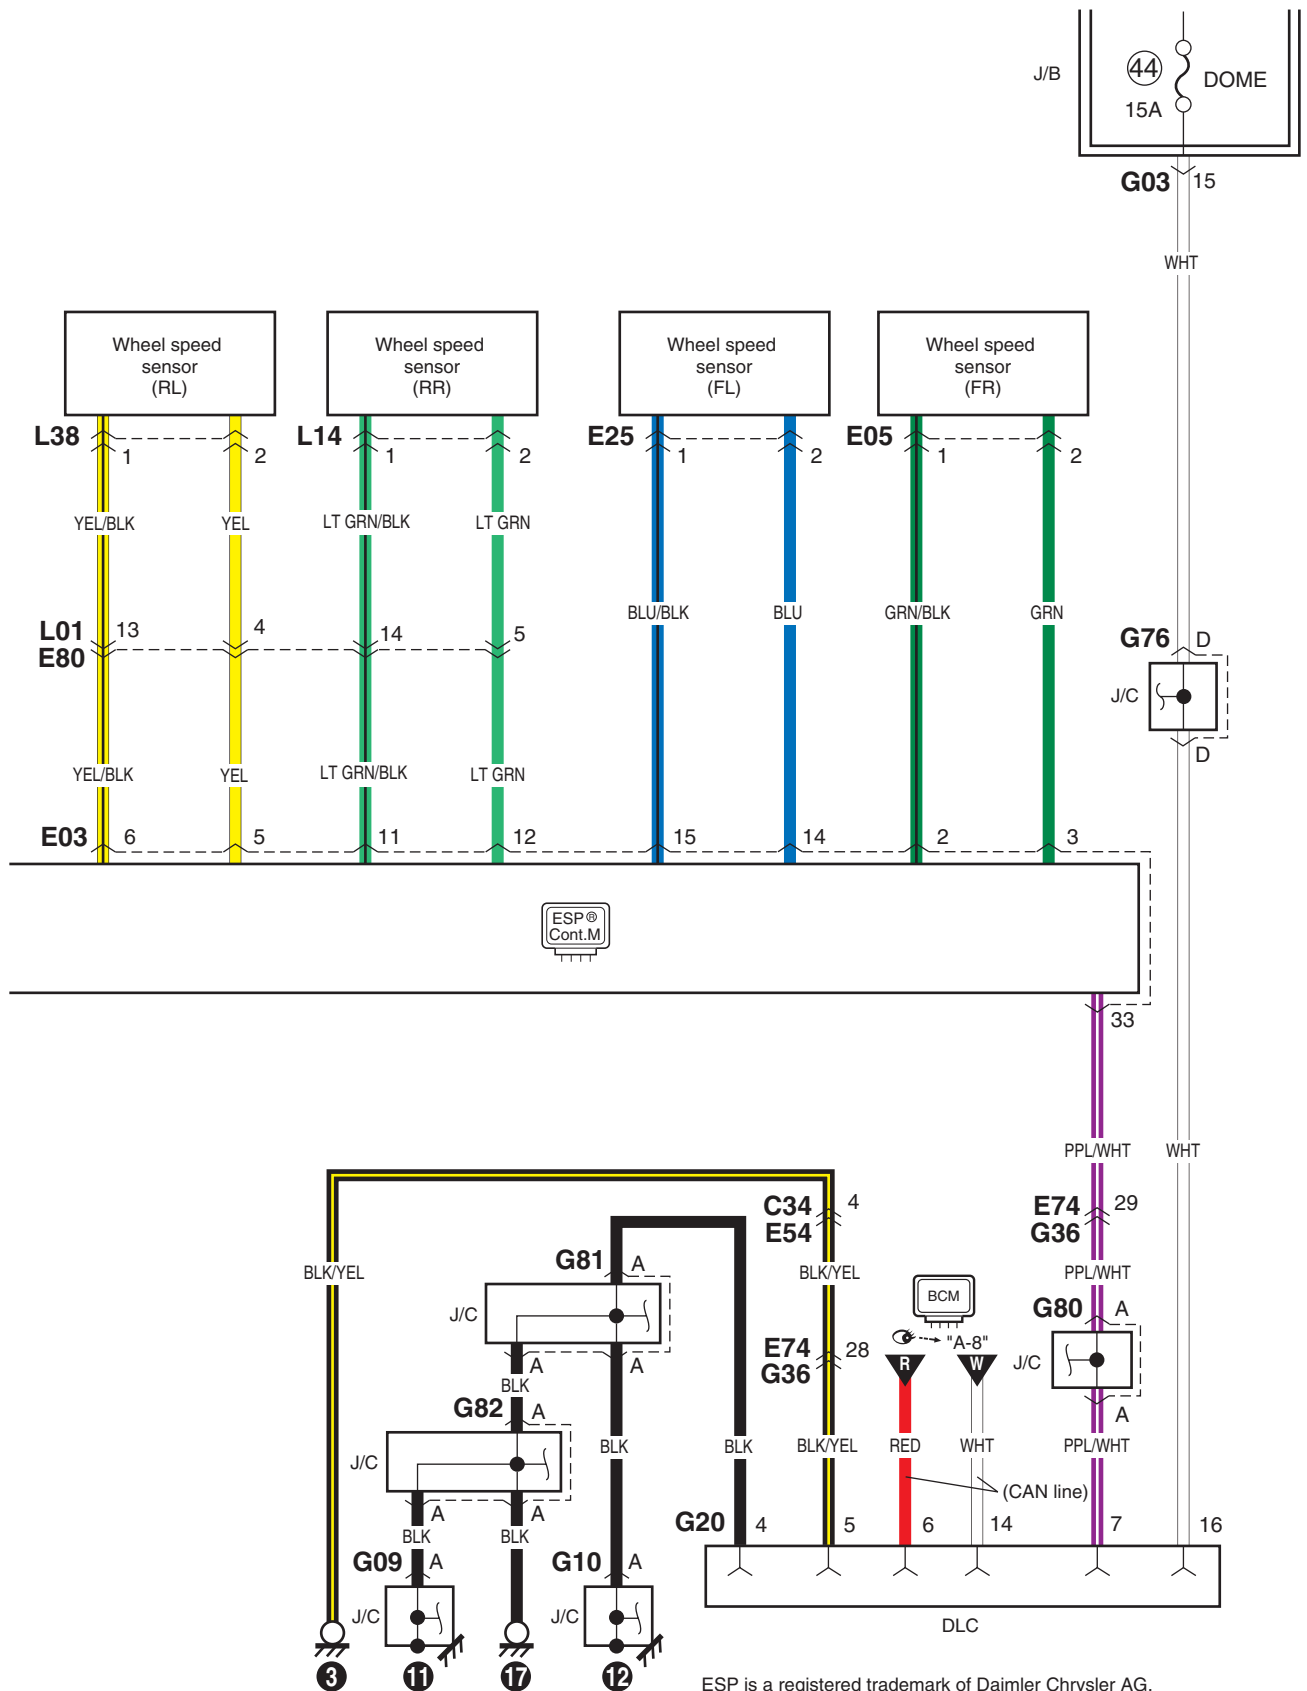 J/B
44
15A
DOME
G03
15
WHT
Wheel speed
sensor
(RL)
Wheel speed
sensor
(RR)
Wheel speed
sensor
(FL)
Wheel speed
sensor
(FR)
L38
1
2
L14
1
2
E25
1
2
E05
1
2
YEL/BLK
YEL
LT GRN/BLK
LT GRN
BLU/BLK
BLU
GRN/BLK
GRN
L01
E80
13
4
14
5
G76
D
J/C
D
YEL/BLK
YEL
LT GRN/BLK
LT GRN
E03
6
5
11
12
15
14
2
3
ESP®
Cont.M
33
PPL/WHT
WHT
C34
E54
4
E74
G36
29
G81
A
BLK/YEL
BLK/YEL
PPL/WHT
BCM
J/C
G80
A
"A-8"
E74
G36
28
R
W
J/C
A
A
BLK
G82
A
A
J/C
BLK
BLK
BLK/YEL
RED
WHT
PPL/WHT
(CAN line)
A
A
G20
4
5
6
14
7
16
BLK
BLK
G09
A
G10
A
J/C
J/C
DLC
3
11
17
12
ESP is a registered trademark of Daimler Chrysler AG.